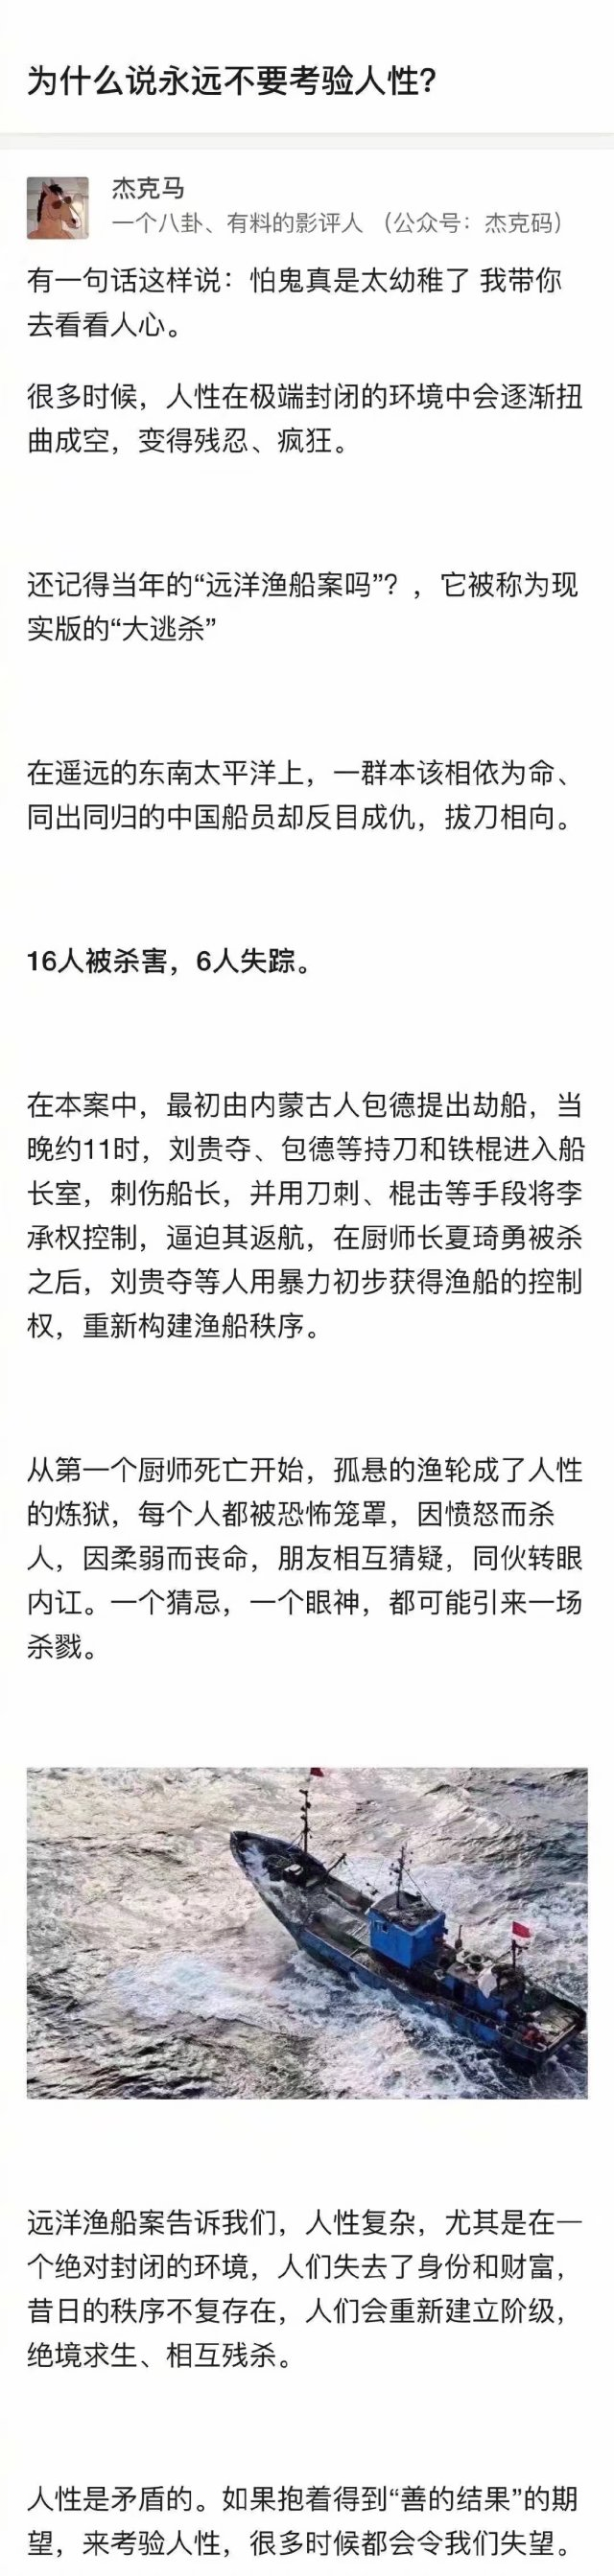 为什么说永远不要考验人性?
杰克马
一个八卦、有料的影评人 （公众号：杰克码）
有一句话这样说：怕鬼真是太幼稚了 我带你
去看看人心。
很多时候，人性在极端封闭的环境中会逐渐扭
曲成空，变得残忍、疯狂。
还记得当年的“远洋渔船案吗”？，它被称为现
实版的“大逃杀”
在遥远的东南太平洋上，一群本该相依为命、
同出同归的中国船员却反目成仇，拔刀相向。
16人被杀害，6人失踪。
在本案中，最初由内蒙古人包德提出劫船，当
晚约11时，刘贵夺、包德等持刀和铁棍进入船
长室，刺伤船长，并用刀刺、棍击等手段将李
承权控制，逼迫其返航，在厨师长夏琦勇被杀
之后，刘贵夺等人用暴力初步获得渔船的控制
权，重新构建渔船秩序。
从第一个厨师死亡开始，孤悬的渔轮成了人性
的炼狱，每个人都被恐怖笼罩，因愤怒而杀
人，因柔弱而丧命，朋友相互猜疑，同伙转眼
内讧。一个猜忌，一个眼神，都可能引来一场
杀戮。
远洋渔船案告诉我们，人性复杂，尤其是在一
个绝对封闭的环境，人们失去了身份和财富，
昔日的秩序不复存在，人们会重新建立阶级，
绝境求生、相互残杀。
人性是矛盾的。如果抱着得到“善的结果”的期
望，来考验人性，很多时候都会令我们失望。